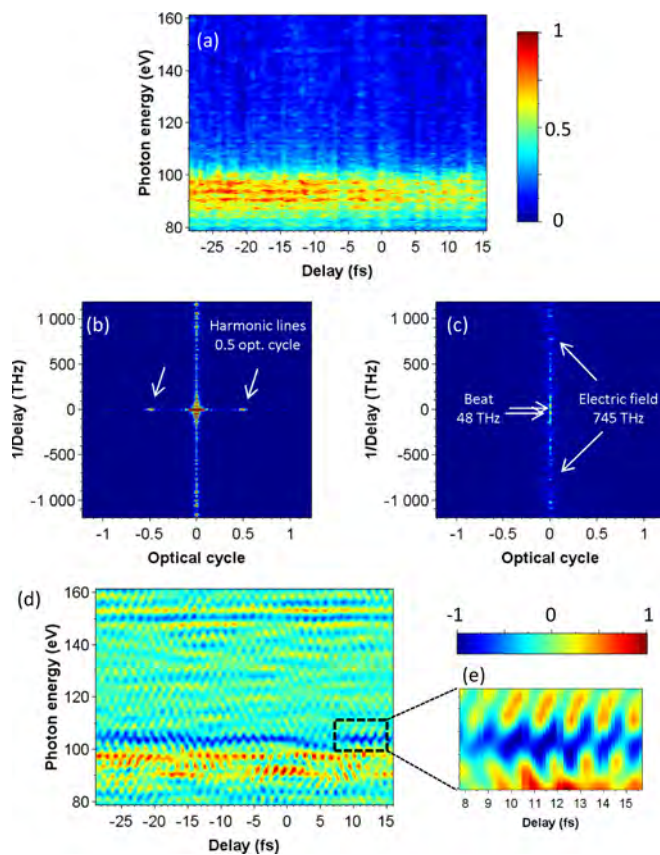 (a)
Photon energy (eV)
160
140
120
100
80
-25 -20 -15 -10 -5 0 5 10 15
Delay (fs)
1
0.5
0
(b)
Harmonic lines
0.5 opt. cycle
1/Delay (THz)
1 000
500
0
-500
-1 000
-1 -0.5 0 0.5 1
Optical cycle
(c)
Beat
48 THz
Electric field
745 THz
1/Delay (THz)
1 000
500
0
-500
-1 000
-1 -0.5 0 0.5 1
Optical cycle
(d)
Photon energy (eV)
160
140
120
100
80
-25 -20 -15 -10 -5 0 5 10 15
Delay (fs)
-1 0 1
(e)
8 9 10 11 12 13 14 15
Delay (fs)